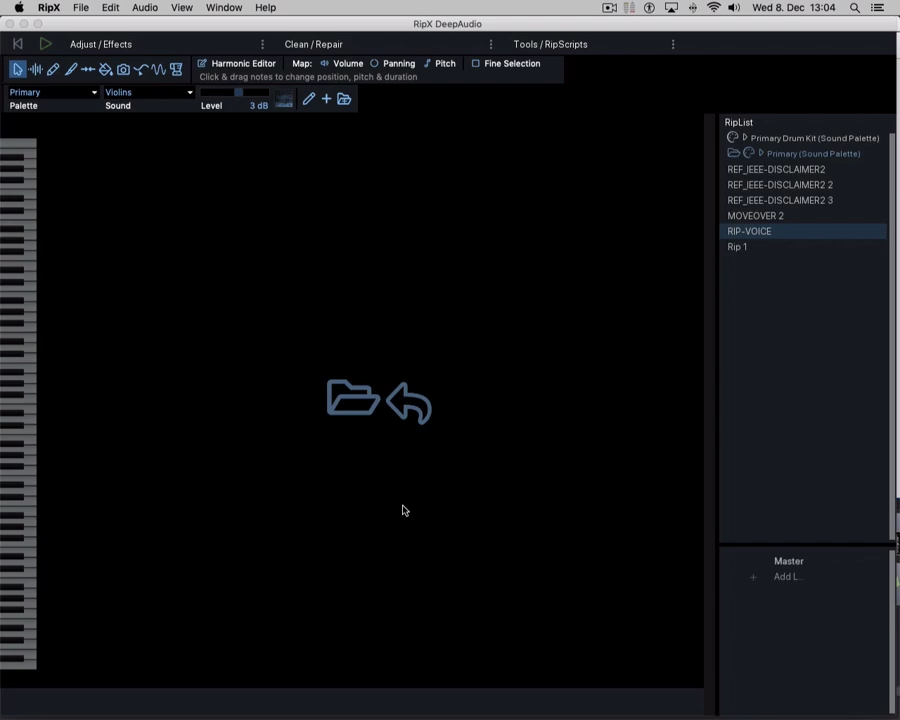 RipX File Edit Audio View Window Help Wed 8. Dec 13:04
RipX DeepAudio
Adjust / Effects Clean / Repair Tools / RipScripts
Harmonic Editor Map: Volume Panning Pitch Fine Selection
Click & drag notes to change position, pitch & duration
Primary Violins
Palette Sound Level 3 dB
RipList
Primary Drum Kit (Sound Palette)
Primary (Sound Palette)
REF_IEEE-DISCLAIMER2
REF_IEEE-DISCLAIMER2 2
REF_IEEE-DISCLAIMER2 3
MOVEOVER 2
RIP-VOICE
Rip 1
Master
+ Add L...